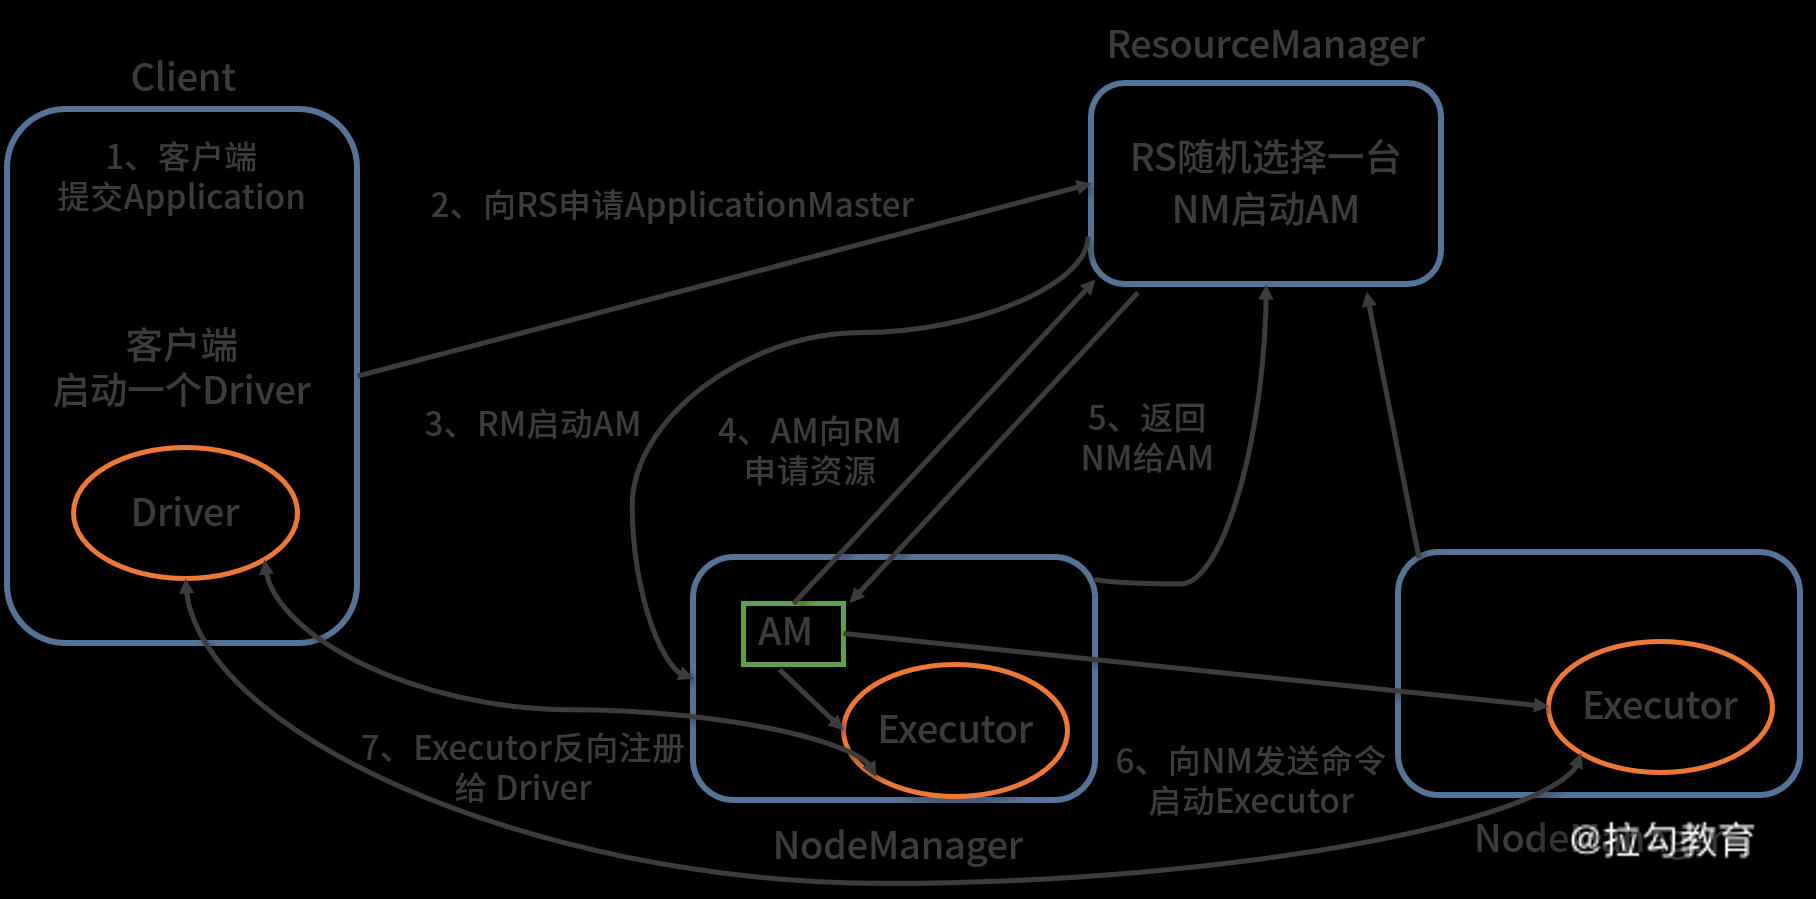 Client
1、客户端
提交Application
客户端
启动一个Driver
Driver
2、向RS申请ApplicationMaster
ResourceManager
RS随机选择一台
NM启动AM
3、RM启动AM
4、AM向RM
申请资源
5、返回
NM给AM
AM
Executor
NodeManager
6、向NM发送命令
启动Executor
7、Executor反向注册
给 Driver
Executor
NodeManager
@拉勾教育